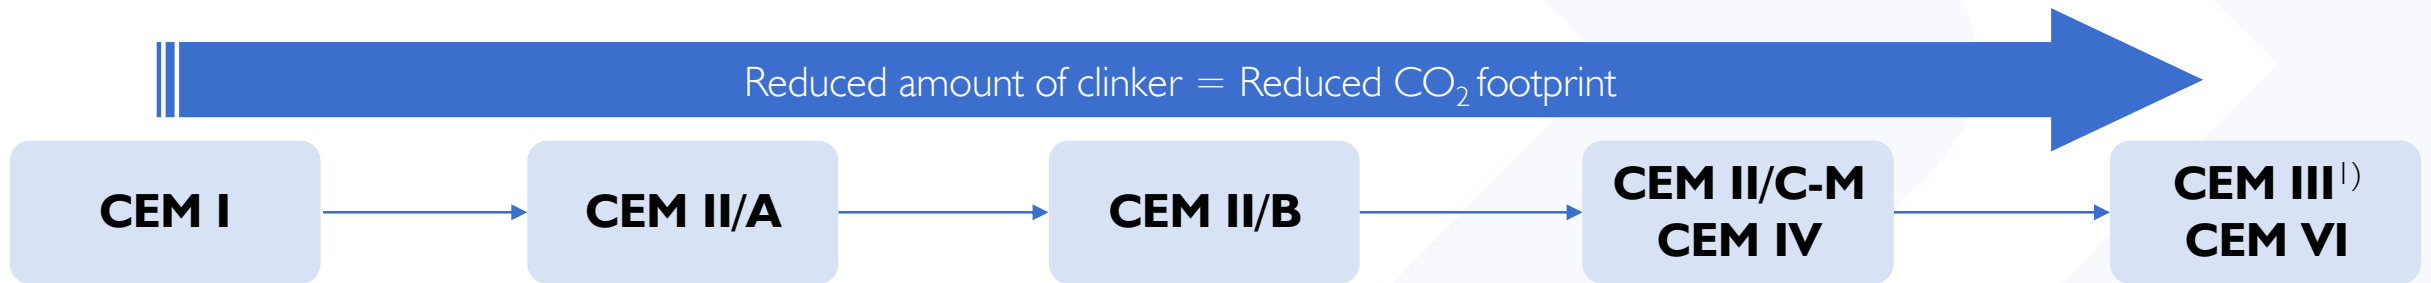 Reduced amount of clinker = Reduced CO₂ footprint
CEM I
CEM II/A
CEM II/B
CEM II/C-M
CEM IV
CEM III¹⁾
CEM VI